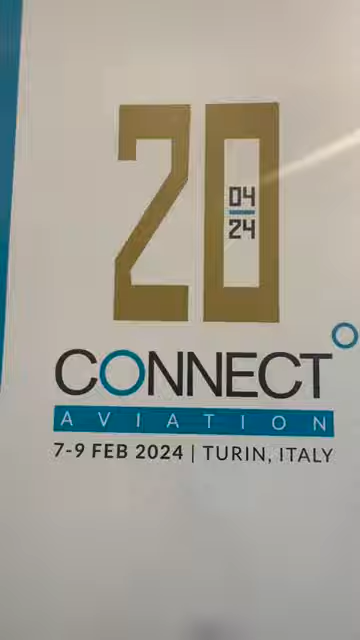 20
04
24
CONNECT
AVIATION
7-9 FEB 2024 | TURIN, ITALY